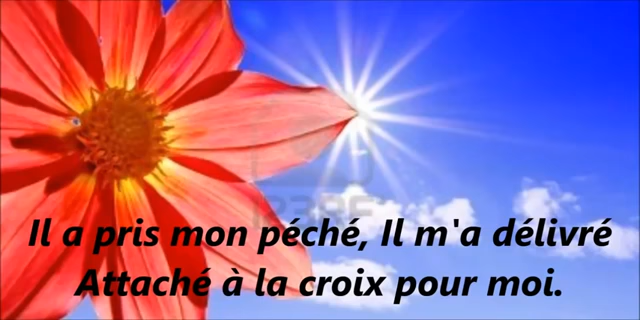 Il a pris mon péché, Il m'a délivré
Attaché à la croix pour moi.